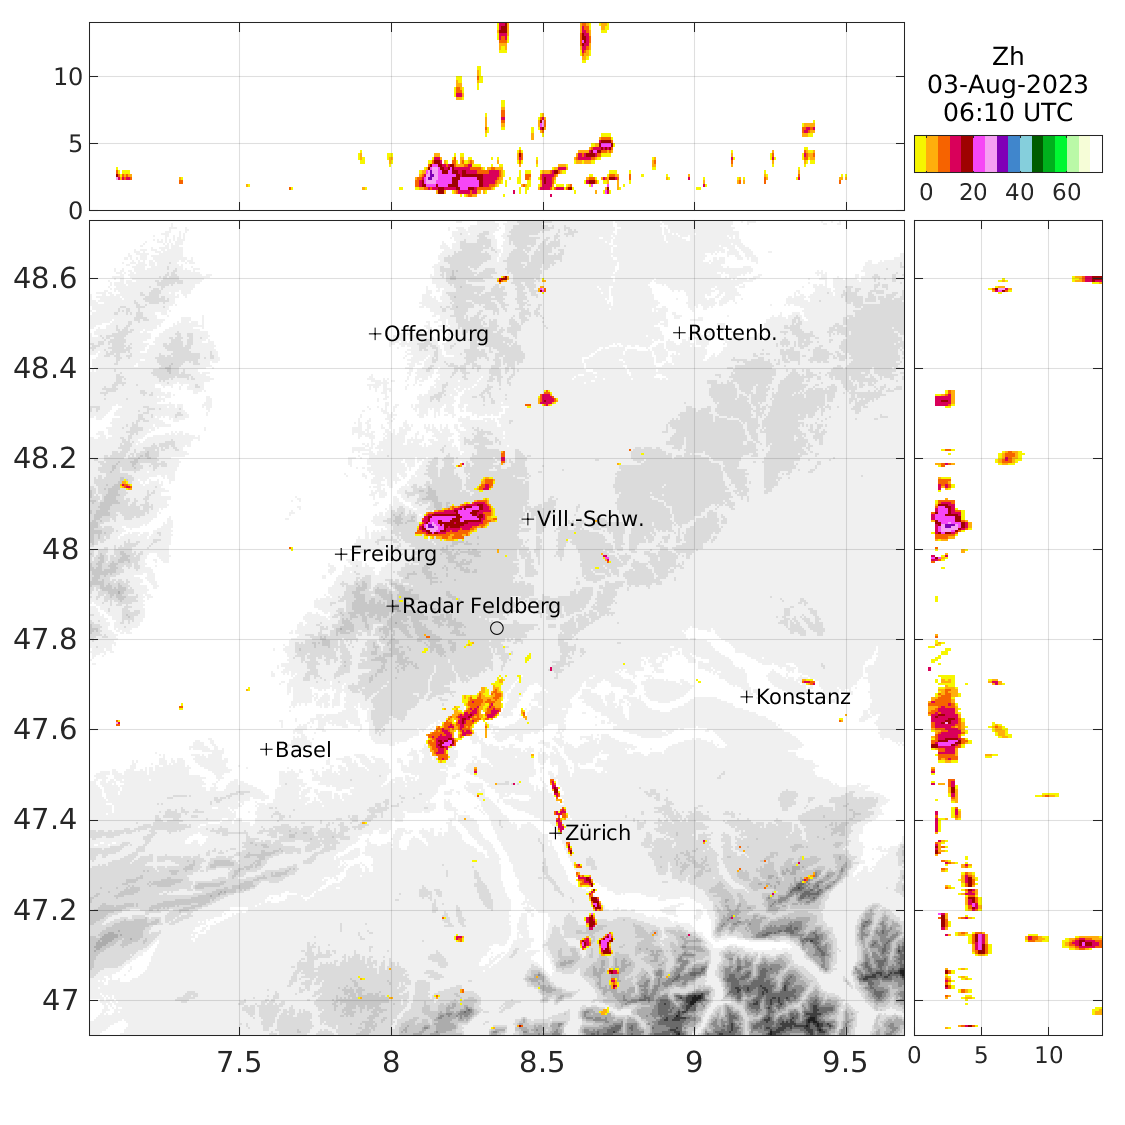 Zh
03-Aug-2023
06:10 UTC
0 20 40 60
10
5
0
48.6
48.4
48.2
48
47.8
47.6
47.4
47.2
47
+Offenburg
+Rottenb.
+Vill.-Schw.
+Freiburg
+Radar Feldberg
+Konstanz
+Basel
+Zürich
7.5 8 8.5 9 9.5
0 5 10